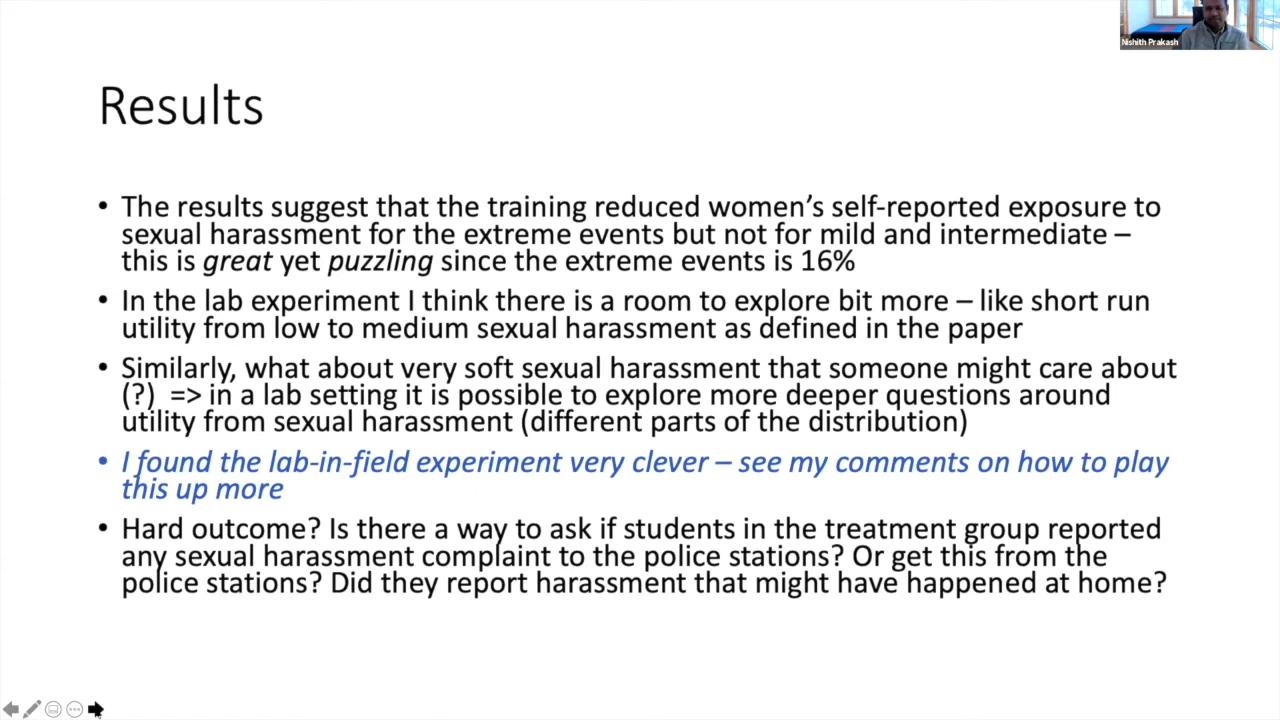 Nishith Prakash
Results
• The results suggest that the training reduced women's self-reported exposure to
sexual harassment for the extreme events but not for mild and intermediate –
this is great yet puzzling since the extreme events is 16%
• In the lab experiment I think there is a room to explore bit more – like short run
utility from low to medium sexual harassment as defined in the paper
• Similarly, what about very soft sexual harassment that someone might care about
(?) => in a lab setting it is possible to explore more deeper questions around
utility from sexual harassment (different parts of the distribution)
• I found the lab-in-field experiment very clever – see my comments on how to play
this up more
• Hard outcome? Is there a way to ask if students in the treatment group reported
any sexual harassment complaint to the police stations? Or get this from the
police stations? Did they report harassment that might have happened at home?